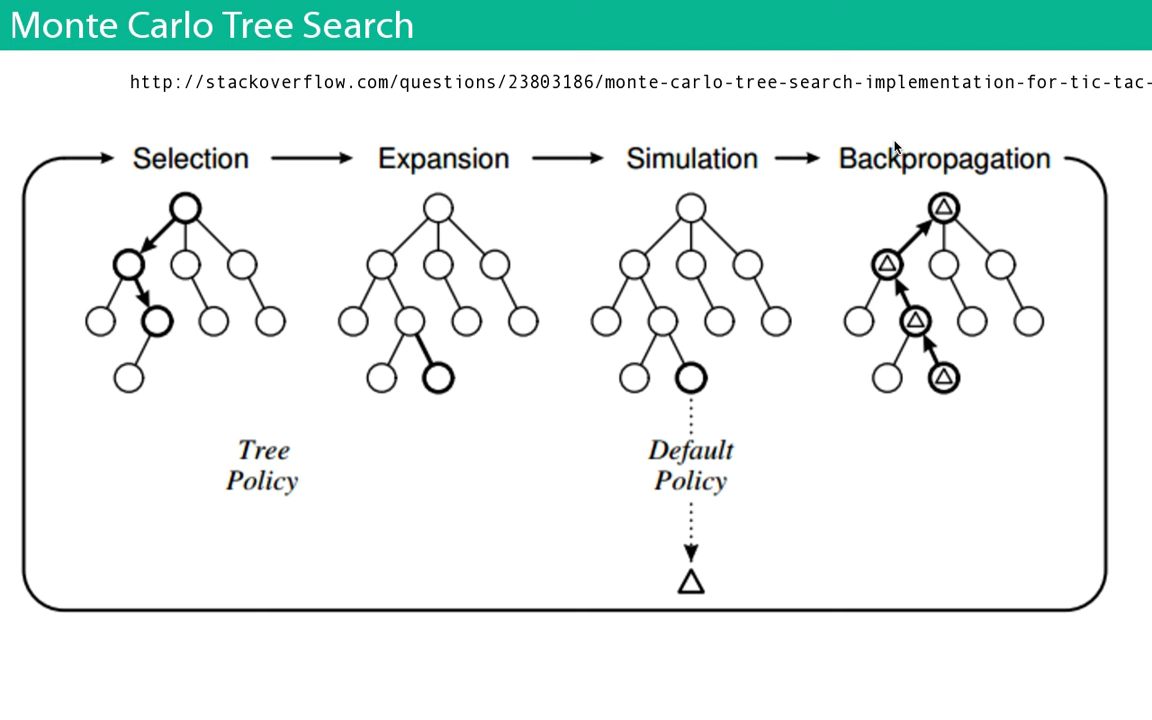 Monte Carlo Tree Search
http://stackoverflow.com/questions/23803186/monte-carlo-tree-search-implementation-for-tic-tac-
Selection Expansion Simulation Backpropagation
Tree
Policy
Default
Policy